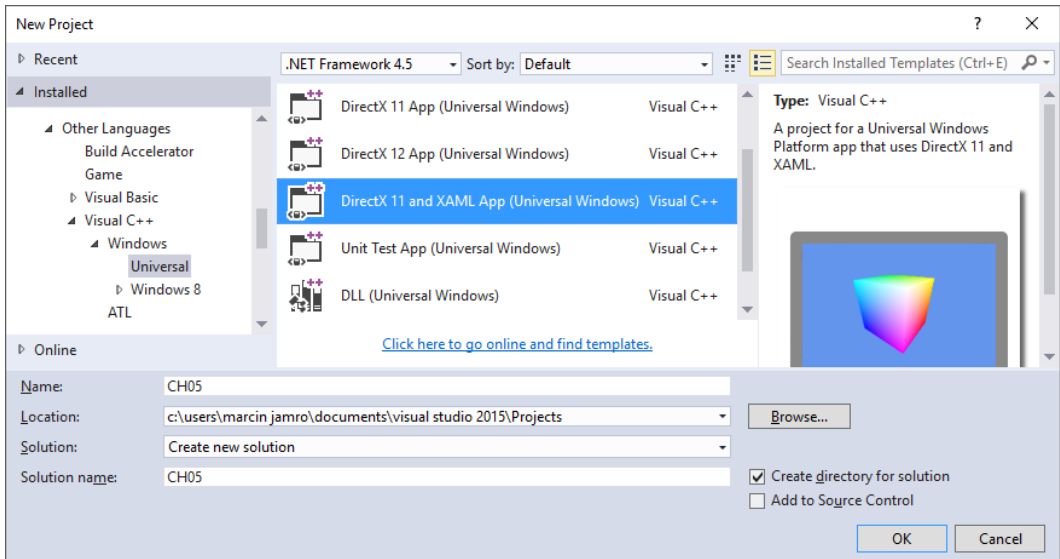 New Project
? ×
Recent
.NET Framework 4.5 Sort by: Default
Search Installed Templates (Ctrl+E)
Installed
Other Languages
Build Accelerator
Game
Visual Basic
Visual C++
Windows
Universal
Windows 8
ATL
Online
DirectX 11 App (Universal Windows) Visual C++
DirectX 12 App (Universal Windows) Visual C++
DirectX 11 and XAML App (Universal Windows) Visual C++
Unit Test App (Universal Windows) Visual C++
DLL (Universal Windows) Visual C++
Click here to go online and find templates.
Type: Visual C++
A project for a Universal Windows
Platform app that uses DirectX 11 and
XAML.
Name: CH05
Location: c:\users\marcin jamro\documents\visual studio 2015\Projects
Browse...
Solution: Create new solution
Solution name: CH05
Create directory for solution
Add to Source Control
OK Cancel